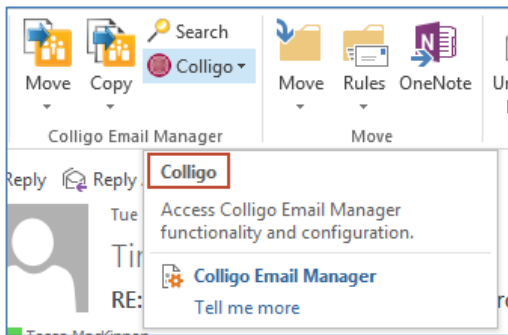 Search
Colligo
Move Copy Move Rules OneNote
Colligo Email Manager Move
Reply Reply
Colligo
Tue
Access Colligo Email Manager
functionality and configuration.
RE:
Colligo Email Manager
Tell me more